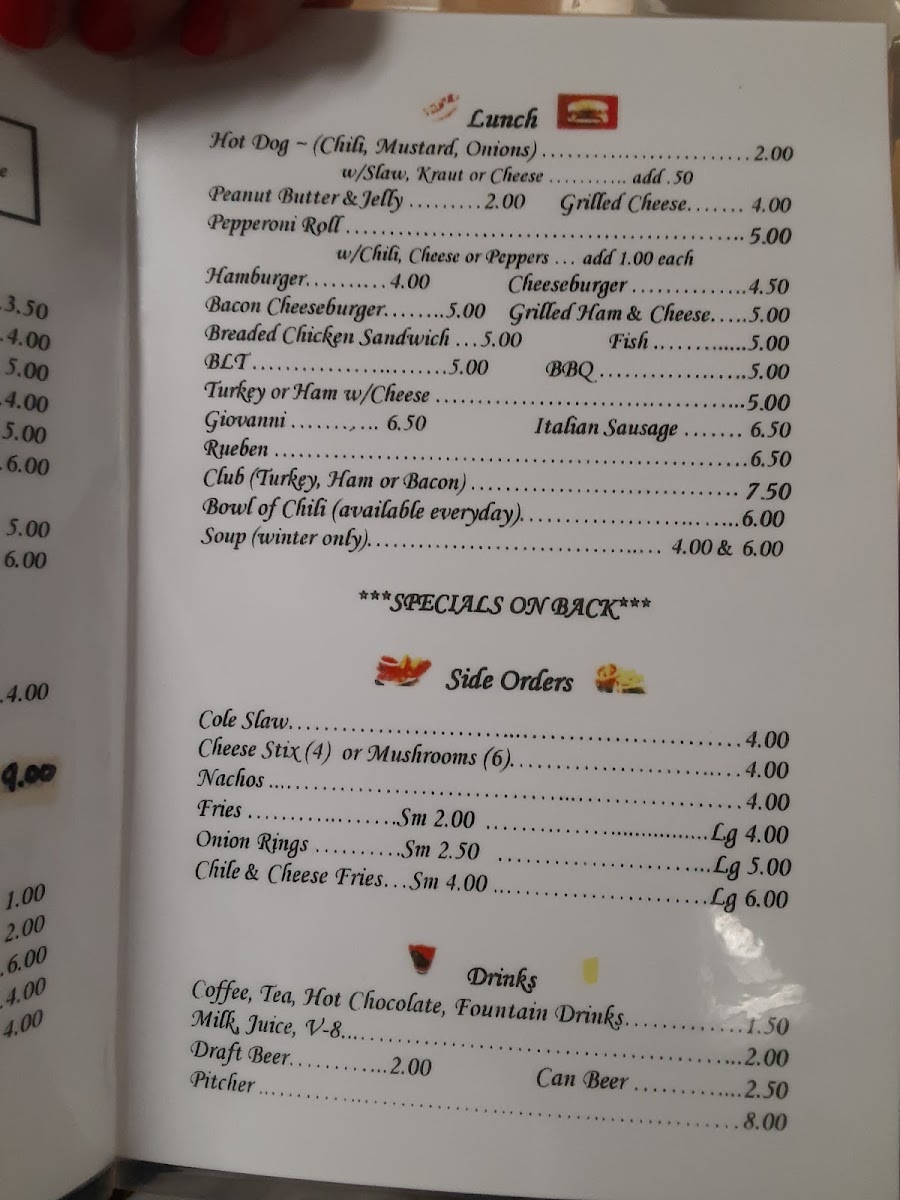 e
.3.50
.4.00
5.00
.4.00
5.00
.6.00
5.00
6.00
.4.00
9.00
1.00
2.00
.6.00
.4.00
4.00
Lunch
Hot Dog ~ (Chili, Mustard, Onions) ........................... 2.00
w/Slaw, Kraut or Cheese ........... add .50
Peanut Butter & Jelly ......... 2.00 Grilled Cheese....... 4.00
Pepperoni Roll ................................................ 5.00
w/Chili, Cheese or Peppers ... add 1.00 each
Hamburger.......... 4.00 Cheeseburger .............. 4.50
Bacon Cheeseburger........ 5.00 Grilled Ham & Cheese..... 5.00
Breaded Chicken Sandwich ... 5.00 Fish ............... 5.00
BLT ........................ 5.00 BBQ .................. 5.00
Turkey or Ham w/Cheese ..................................... 5.00
Giovanni .......,... 6.50 Italian Sausage ....... 6.50
Rueben ......................................................... 6.50
Club (Turkey, Ham or Bacon) ................................ 7.50
Bowl of Chili (available everyday).......................... 6.00
Soup (winter only).................................... 4.00 & 6.00
***SPECIALS ON BACK***
Side Orders
Cole Slaw...................................................... 4.00
Cheese Stix (4) or Mushrooms (6)........................... 4.00
Nachos ......................................................... 4.00
Fries .................. Sm 2.00 .............................. Lg 4.00
Onion Rings .......... Sm 2.50 ............................ Lg 5.00
Chile & Cheese Fries... Sm 4.00 ............................ Lg 6.00
Drinks
Coffee, Tea, Hot Chocolate, Fountain Drinks.............. 1.50
Milk, Juice, V-8............................................... 2.00
Draft Beer............ 2.00 Can Beer ............ 2.50
Pitcher ........................................................ 8.00